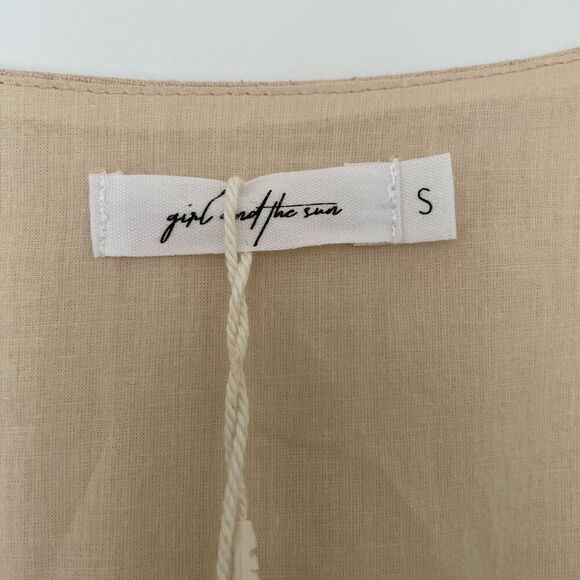 girl and the sun
S